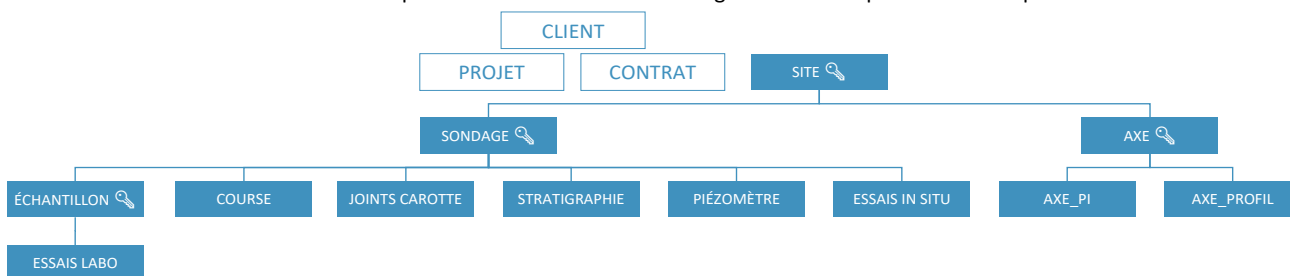 CLIENT
PROJET CONTRAT SITE
SONDAGE AXE
ÉCHANTILLON COURSE JOINTS CAROTTE STRATIGRAPHIE PIÉZOMÈTRE ESSAIS IN SITU AXE_PI AXE_PROFIL
ESSAIS LABO